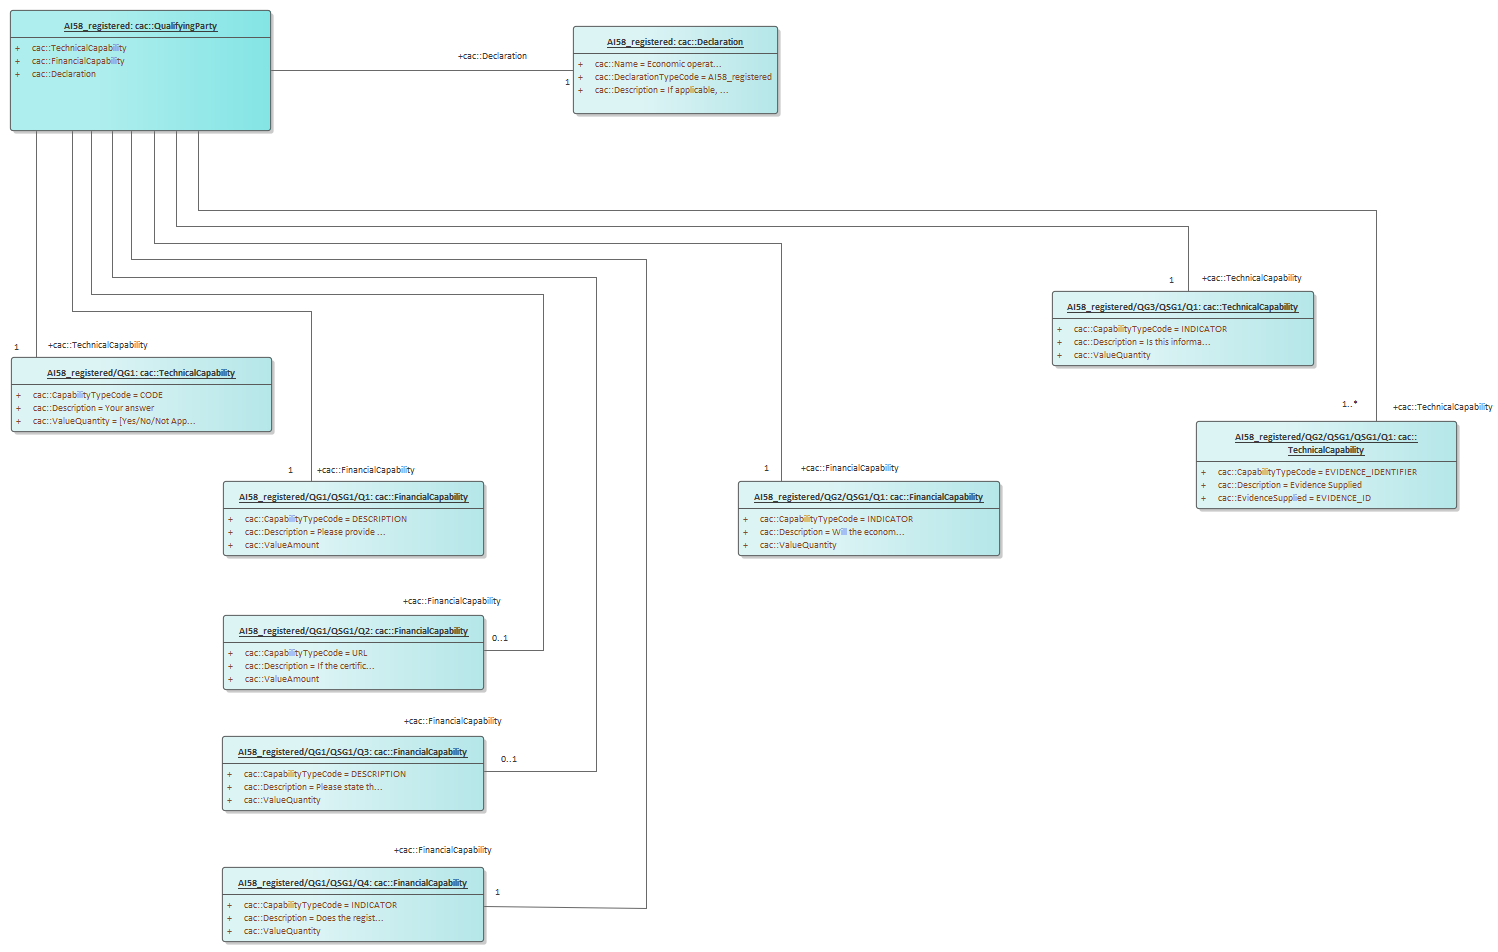 AI58_registered: cac::QualifyingParty
+ cac::TechnicalCapability
+ cac::FinancialCapability
+ cac::Declaration
+cac::Declaration
1
AI58_registered: cac::Declaration
+ cac::Name = Economic operat...
+ cac::DeclarationTypeCode = AI58_registered
+ cac::Description = If applicable, ...
1
+cac::TechnicalCapability
AI58_registered/QG3/QSG1/Q1: cac::TechnicalCapability
+ cac::CapabilityTypeCode = INDICATOR
+ cac::Description = Is this informa...
+ cac::ValueQuantity
1
+cac::TechnicalCapability
AI58_registered/QG1: cac::TechnicalCapability
+ cac::CapabilityTypeCode = CODE
+ cac::Description = Your answer
+ cac::ValueQuantity = [Yes/No/Not App...
1..*
+cac::TechnicalCapability
AI58_registered/QG2/QSG1/QSG1/Q1: cac::
TechnicalCapability
+ cac::CapabilityTypeCode = EVIDENCE_IDENTIFIER
+ cac::Description = Evidence Supplied
+ cac::EvidenceSupplied = EVIDENCE_ID
1
+cac::FinancialCapability
AI58_registered/QG1/QSG1/Q1: cac::FinancialCapability
+ cac::CapabilityTypeCode = DESCRIPTION
+ cac::Description = Please provide ...
+ cac::ValueAmount
1
+cac::FinancialCapability
AI58_registered/QG2/QSG1/Q1: cac::FinancialCapability
+ cac::CapabilityTypeCode = INDICATOR
+ cac::Description = Will the econom...
+ cac::ValueQuantity
+cac::FinancialCapability
0..1
AI58_registered/QG1/QSG1/Q2: cac::FinancialCapability
+ cac::CapabilityTypeCode = URL
+ cac::Description = If the certific...
+ cac::ValueAmount
+cac::FinancialCapability
0..1
AI58_registered/QG1/QSG1/Q3: cac::FinancialCapability
+ cac::CapabilityTypeCode = DESCRIPTION
+ cac::Description = Please state th...
+ cac::ValueQuantity
+cac::FinancialCapability
1
AI58_registered/QG1/QSG1/Q4: cac::FinancialCapability
+ cac::CapabilityTypeCode = INDICATOR
+ cac::Description = Does the regist...
+ cac::ValueQuantity